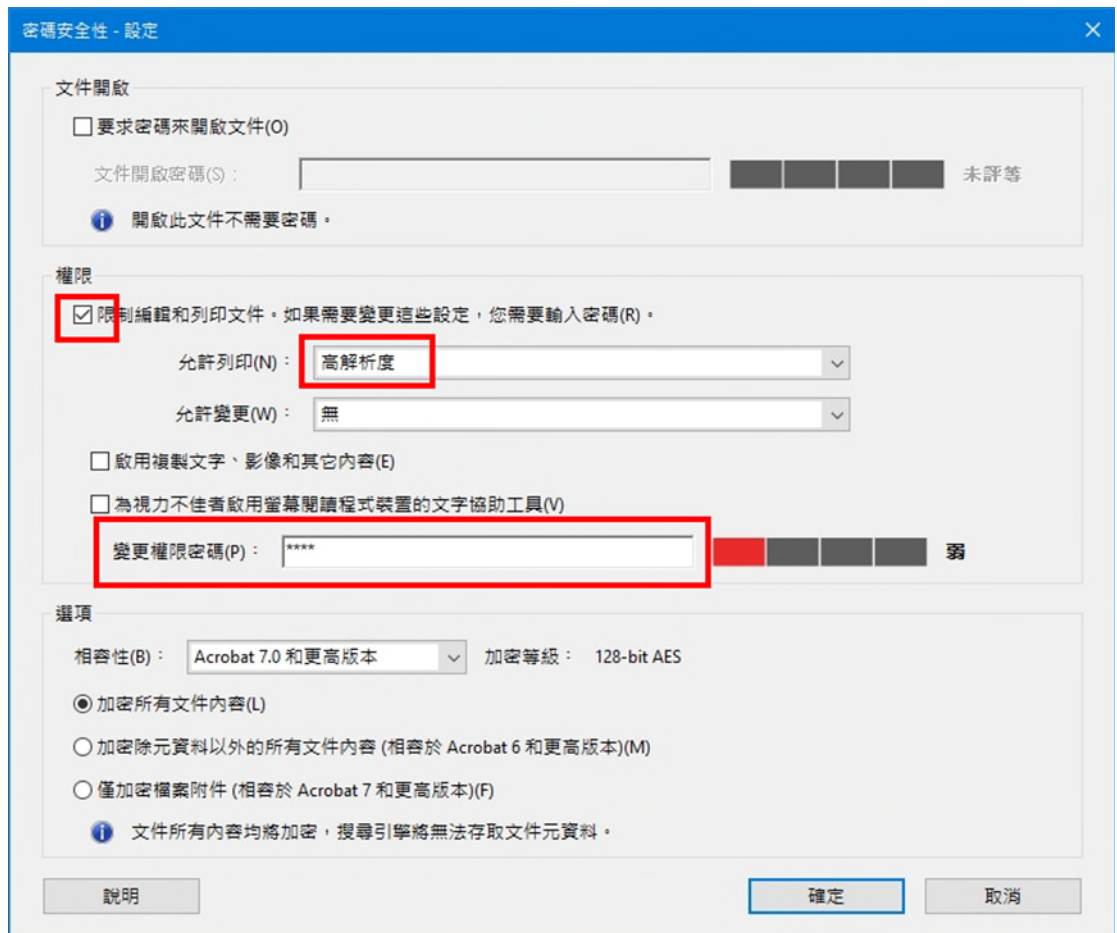 密碼安全性 - 設定
文件開啟
要求密碼來開啟文件(O)
文件開啟密碼(S)： 未評等
開啟此文件不需要密碼。
權限
限制編輯和列印文件。如果需要變更這些設定，您需要輸入密碼(R)。
允許列印(N)： 高解析度
允許變更(W)： 無
啟用複製文字、影像和其它內容(E)
為視力不佳者啟用螢幕閱讀程式裝置的文字協助工具(V)
變更權限密碼(P)： **** 弱
選項
相容性(B)： Acrobat 7.0 和更高版本 加密等級： 128-bit AES
加密所有文件內容(L)
加密除元資料以外的所有文件內容 (相容於 Acrobat 6 和更高版本)(M)
僅加密檔案附件 (相容於 Acrobat 7 和更高版本)(F)
文件所有內容均將加密，搜尋引擎將無法存取文件元資料。
說明 確定 取消